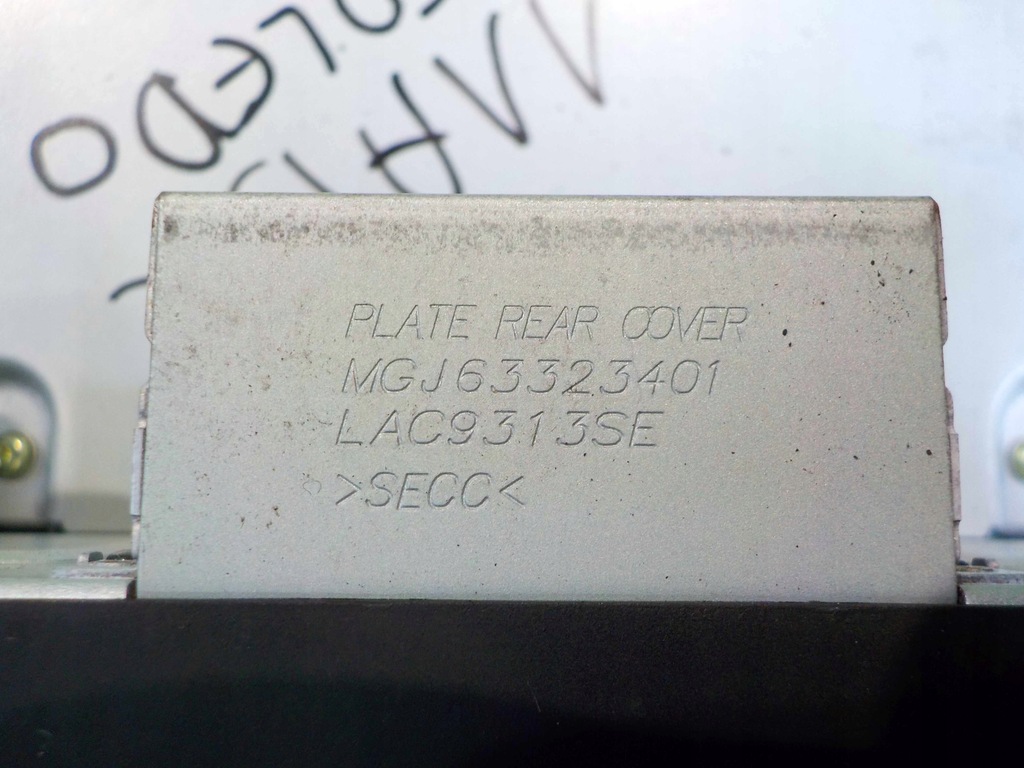 PLATE REAR COVER
MGJ63323401
LAC9313SE
>SECC<